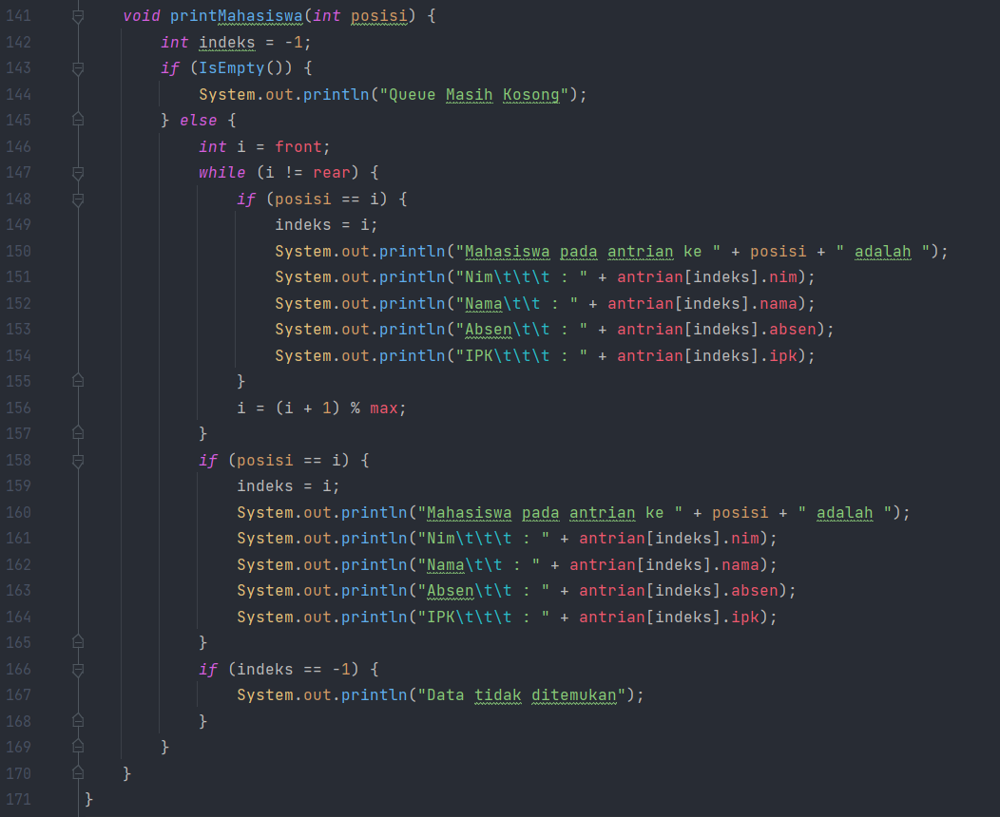 141 void printMahasiswa(int posisi) {
142 int indeks = -1;
143 if (IsEmpty()) {
144 System.out.println("Queue Masih Kosong");
145 } else {
146 int i = front;
147 while (i != rear) {
148 if (posisi == i) {
149 indeks = i;
150 System.out.println("Mahasiswa pada antrian ke " + posisi + " adalah ");
151 System.out.println("Nim\t\t\t : " + antrian[indeks].nim);
152 System.out.println("Nama\t\t : " + antrian[indeks].nama);
153 System.out.println("Absen\t\t : " + antrian[indeks].absen);
154 System.out.println("IPK\t\t\t : " + antrian[indeks].ipk);
155 }
156 i = (i + 1) % max;
157 }
158 if (posisi == i) {
159 indeks = i;
160 System.out.println("Mahasiswa pada antrian ke " + posisi + " adalah ");
161 System.out.println("Nim\t\t\t : " + antrian[indeks].nim);
162 System.out.println("Nama\t\t : " + antrian[indeks].nama);
163 System.out.println("Absen\t\t : " + antrian[indeks].absen);
164 System.out.println("IPK\t\t\t : " + antrian[indeks].ipk);
165 }
166 if (indeks == -1) {
167 System.out.println("Data tidak ditemukan");
168 }
169 }
170 }
171 }